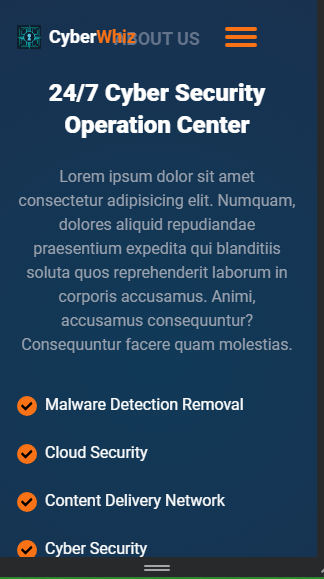 CyberWhiz
ABOUT US
24/7 Cyber Security
Operation Center
Lorem ipsum dolor sit amet
consectetur adipisicing elit. Numquam,
dolores aliquid repudiandae
praesentium expedita qui blanditiis
soluta quos reprehenderit laborum in
corporis accusamus. Animi,
accusamus consequuntur?
Consequuntur facere quam molestias.
Malware Detection Removal
Cloud Security
Content Delivery Network
Cyber Security